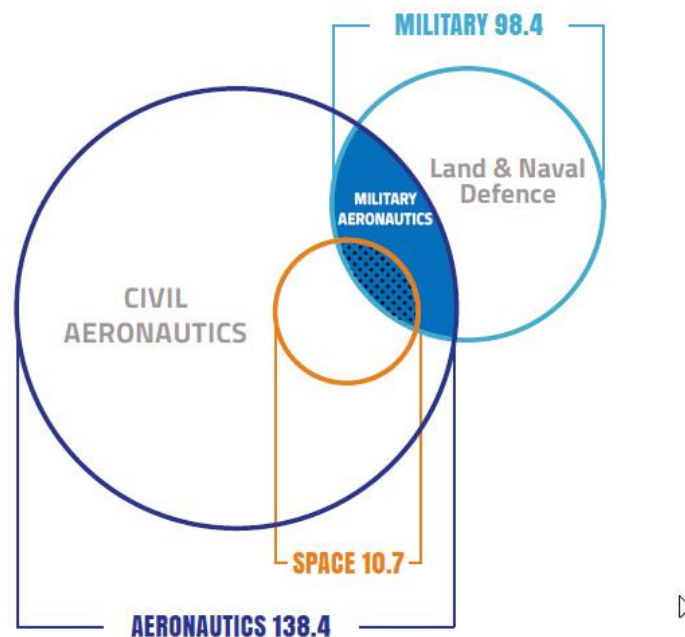 MILITARY 98.4
Land & Naval
Defence
MILITARY
AERONAUTICS
CIVIL
AERONAUTICS
SPACE 10.7
AERONAUTICS 138.4